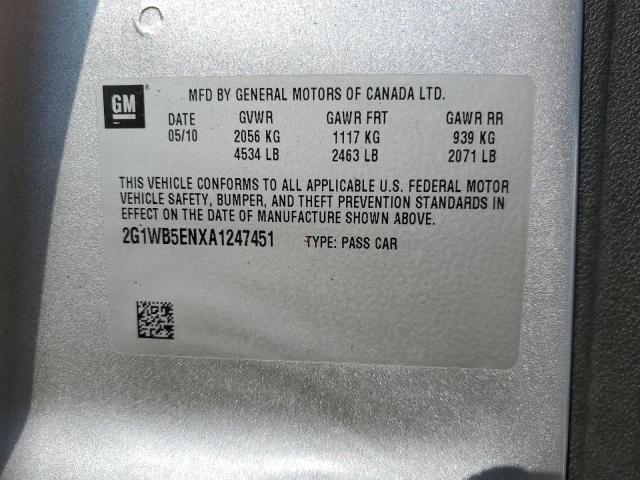 GM ®
MFD BY GENERAL MOTORS OF CANADA LTD.
DATE GVWR GAWR FRT GAWR RR
05/10 2056 KG 1117 KG 939 KG
4534 LB 2463 LB 2071 LB
THIS VEHICLE CONFORMS TO ALL APPLICABLE U.S. FEDERAL MOTOR
VEHICLE SAFETY, BUMPER, AND THEFT PREVENTION STANDARDS IN
EFFECT ON THE DATE OF MANUFACTURE SHOWN ABOVE.
2G1WB5ENXA1247451 TYPE: PASS CAR